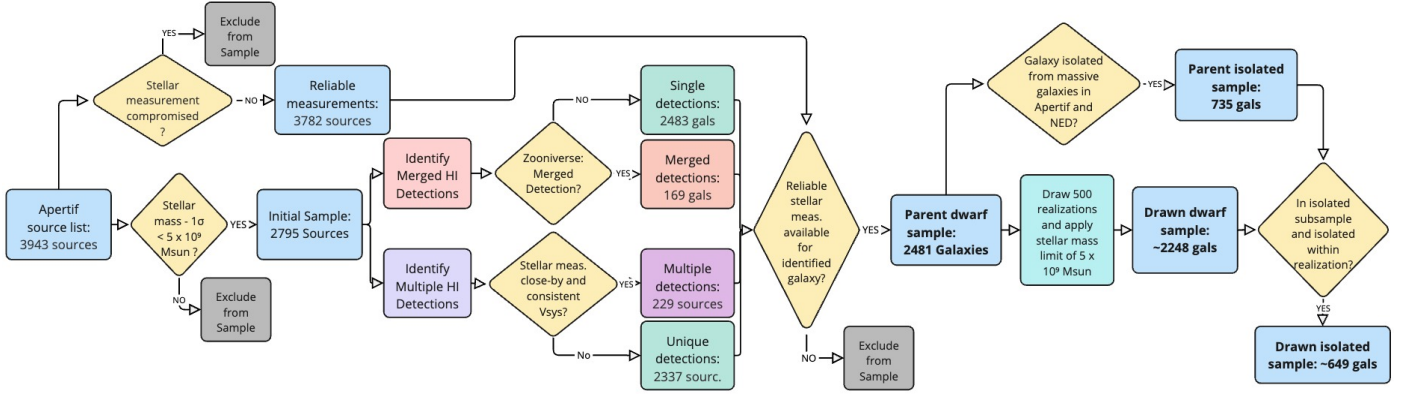 Exclude
from
Sample
YES
Stellar
measurement
compromised
?
NO
Reliable
measurements:
3782 sources
Apertif
source list:
3943 sources
Stellar
mass - 1σ
< 5 x 10⁹
Msun ?
YES
NO
Exclude
from
Sample
Initial Sample:
2795 Sources
Identify
Merged HI
Detections
Identify
Multiple HI
Detections
Zooniverse:
Merged
Detection?
NO
YES
Single
detections:
2483 gals
Merged
detections:
169 gals
Stellar meas.
close-by and
consistent
Vsys?
YES
No
Multiple
detections:
229 sources
Unique
detections:
2337 sourc.
Reliable
stellar
meas.
available
for
identified
galaxy?
YES
NO
Exclude
from
Sample
Parent dwarf
sample:
2481 Galaxies
Galaxy isolated
from massive
galaxies in
Apertif and
NED?
YES
Parent isolated
sample:
735 gals
Draw 500
realizations
and apply
stellar mass
limit of 5 x
10⁹ Msun
Drawn dwarf
sample:
~2248 gals
In isolated
subsample
and isolated
within
realization?
YES
Drawn isolated
sample: ~649 gals